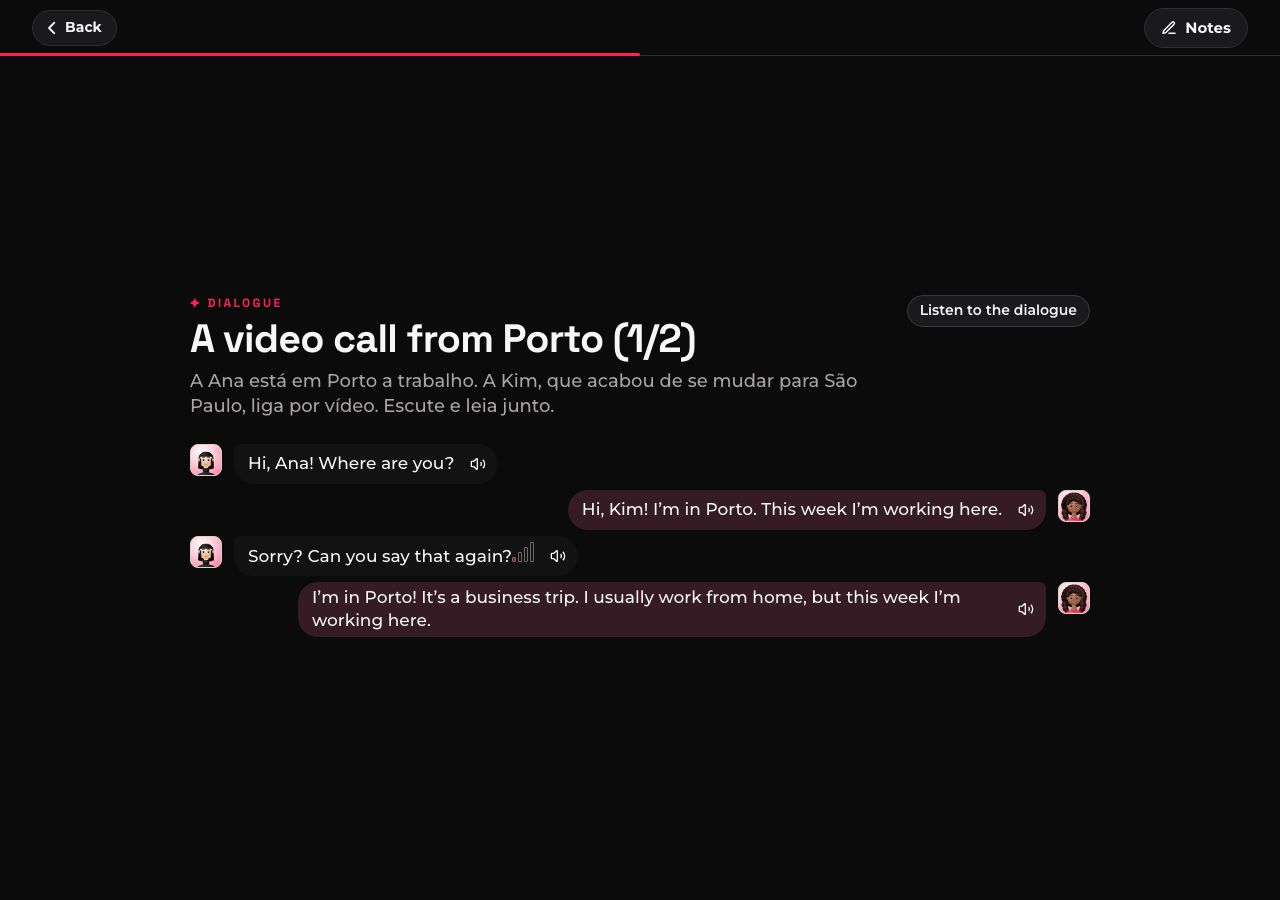 Back
Notes
DIALOGUE
Listen to the dialogue
A video call from Porto (1/2)
A Ana está em Porto a trabalho. A Kim, que acabou de se mudar para São
Paulo, liga por vídeo. Escute e leia junto.
Hi, Ana! Where are you?
Hi, Kim! I’m in Porto. This week I’m working here.
Sorry? Can you say that again?
I’m in Porto! It’s a business trip. I usually work from home, but this week I’m
working here.